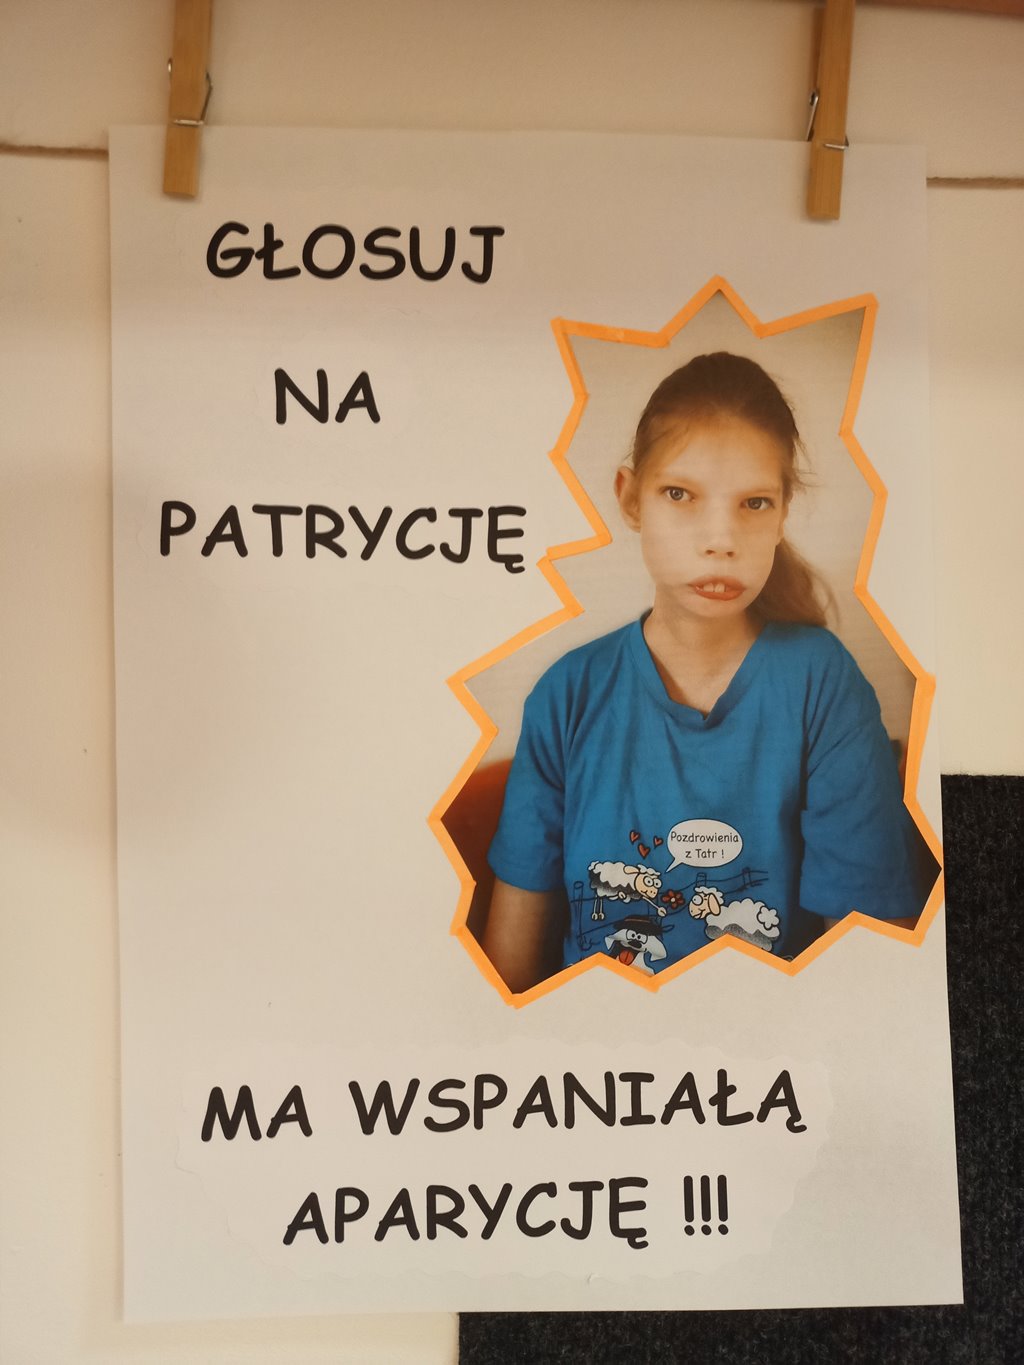 GŁOSUJ
NA
PATRYCJĘ
Pozdrowienia
z Tatr !
MA WSPANIAŁĄ
APARYCJĘ !!!